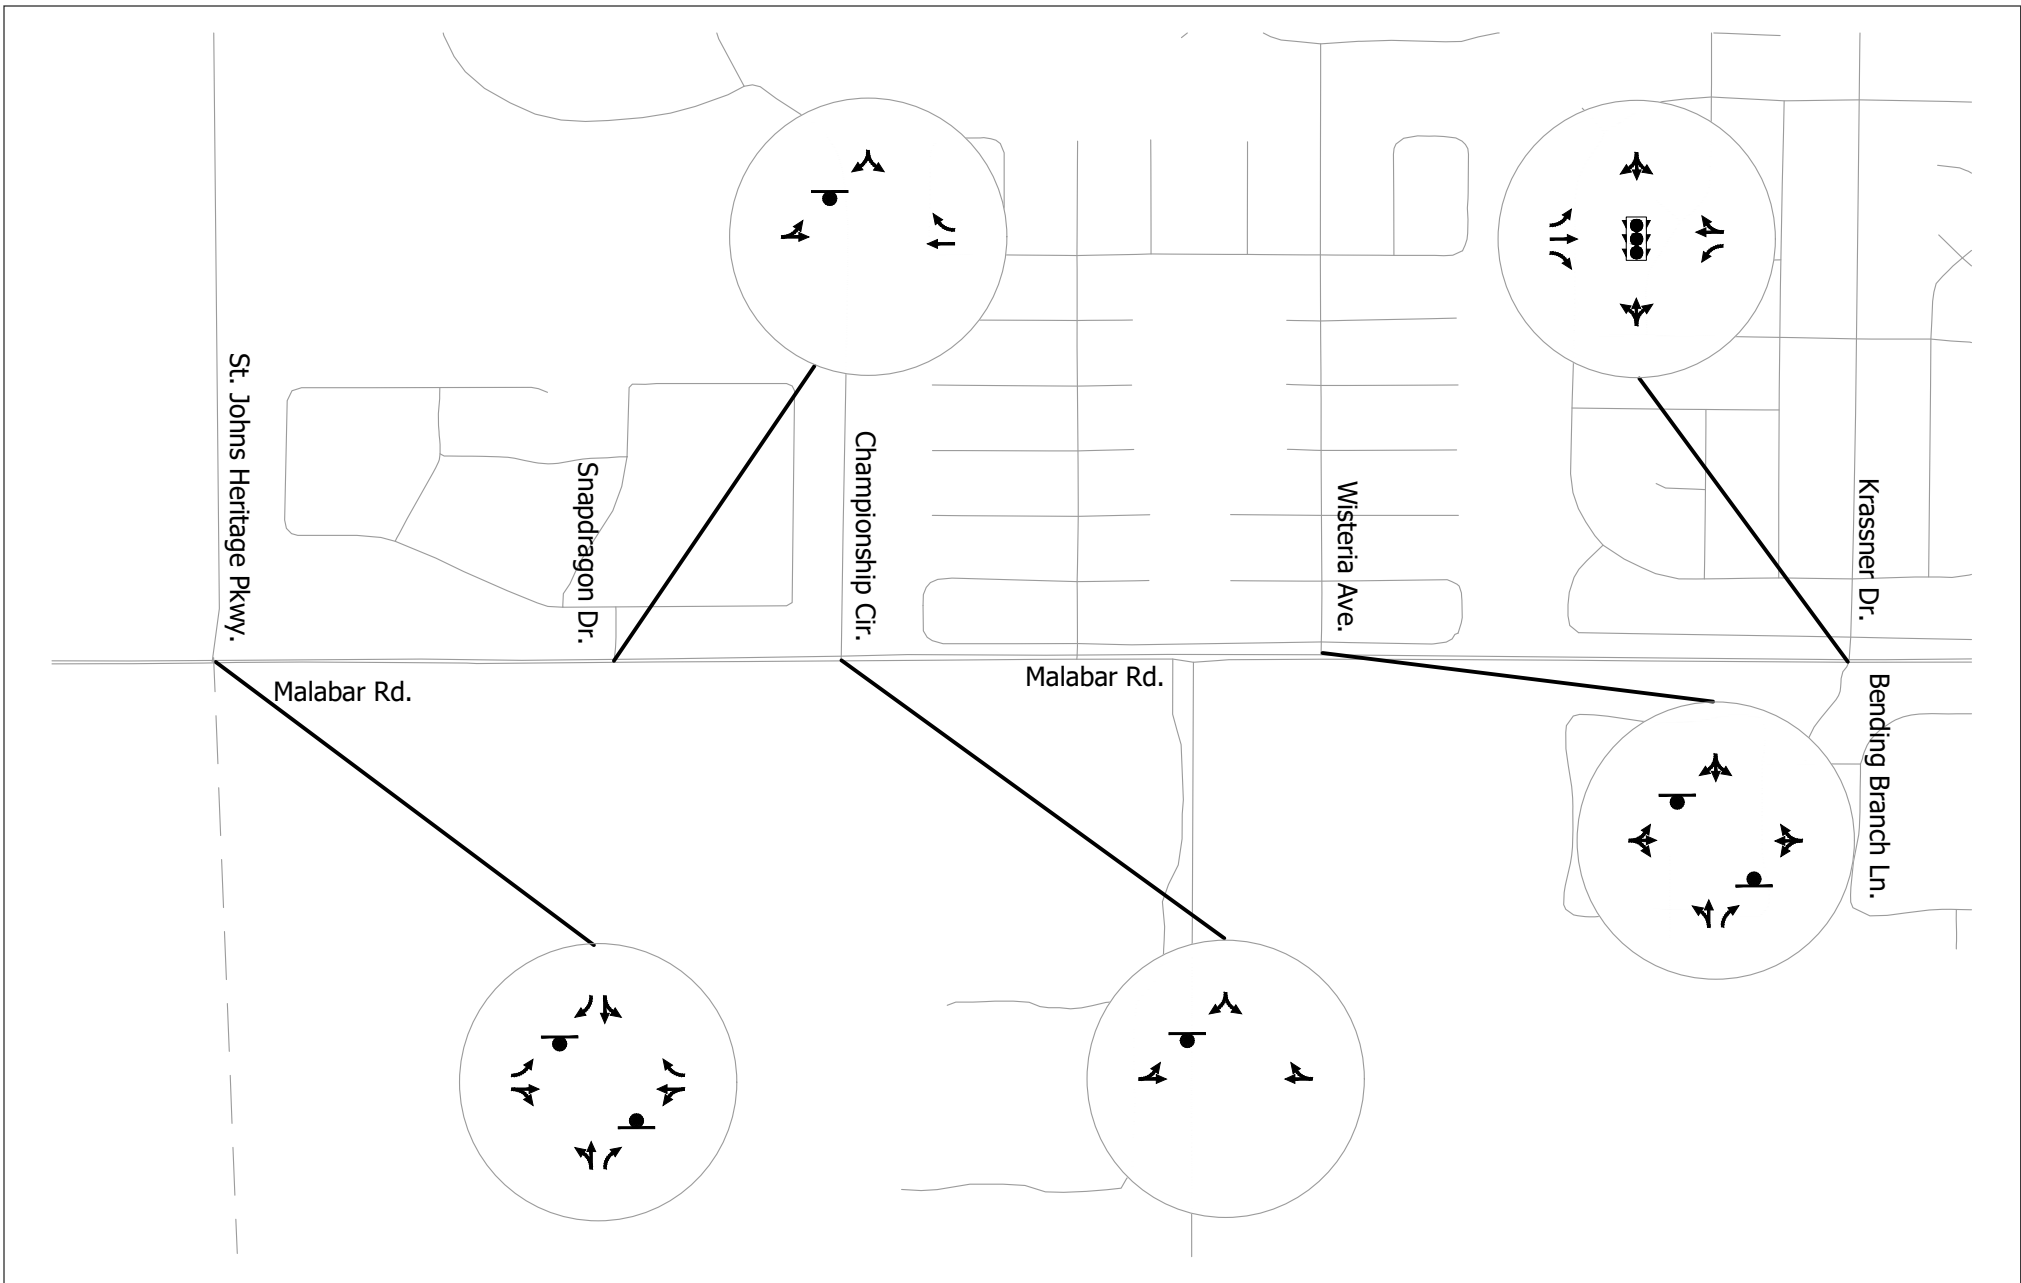 St. Johns Heritage Pkwy.
Snapdragon Dr.
Championship Cir.
Wisteria Ave.
Krassner Dr.
Malabar Rd.
Malabar Rd.
Bending Branch Ln.